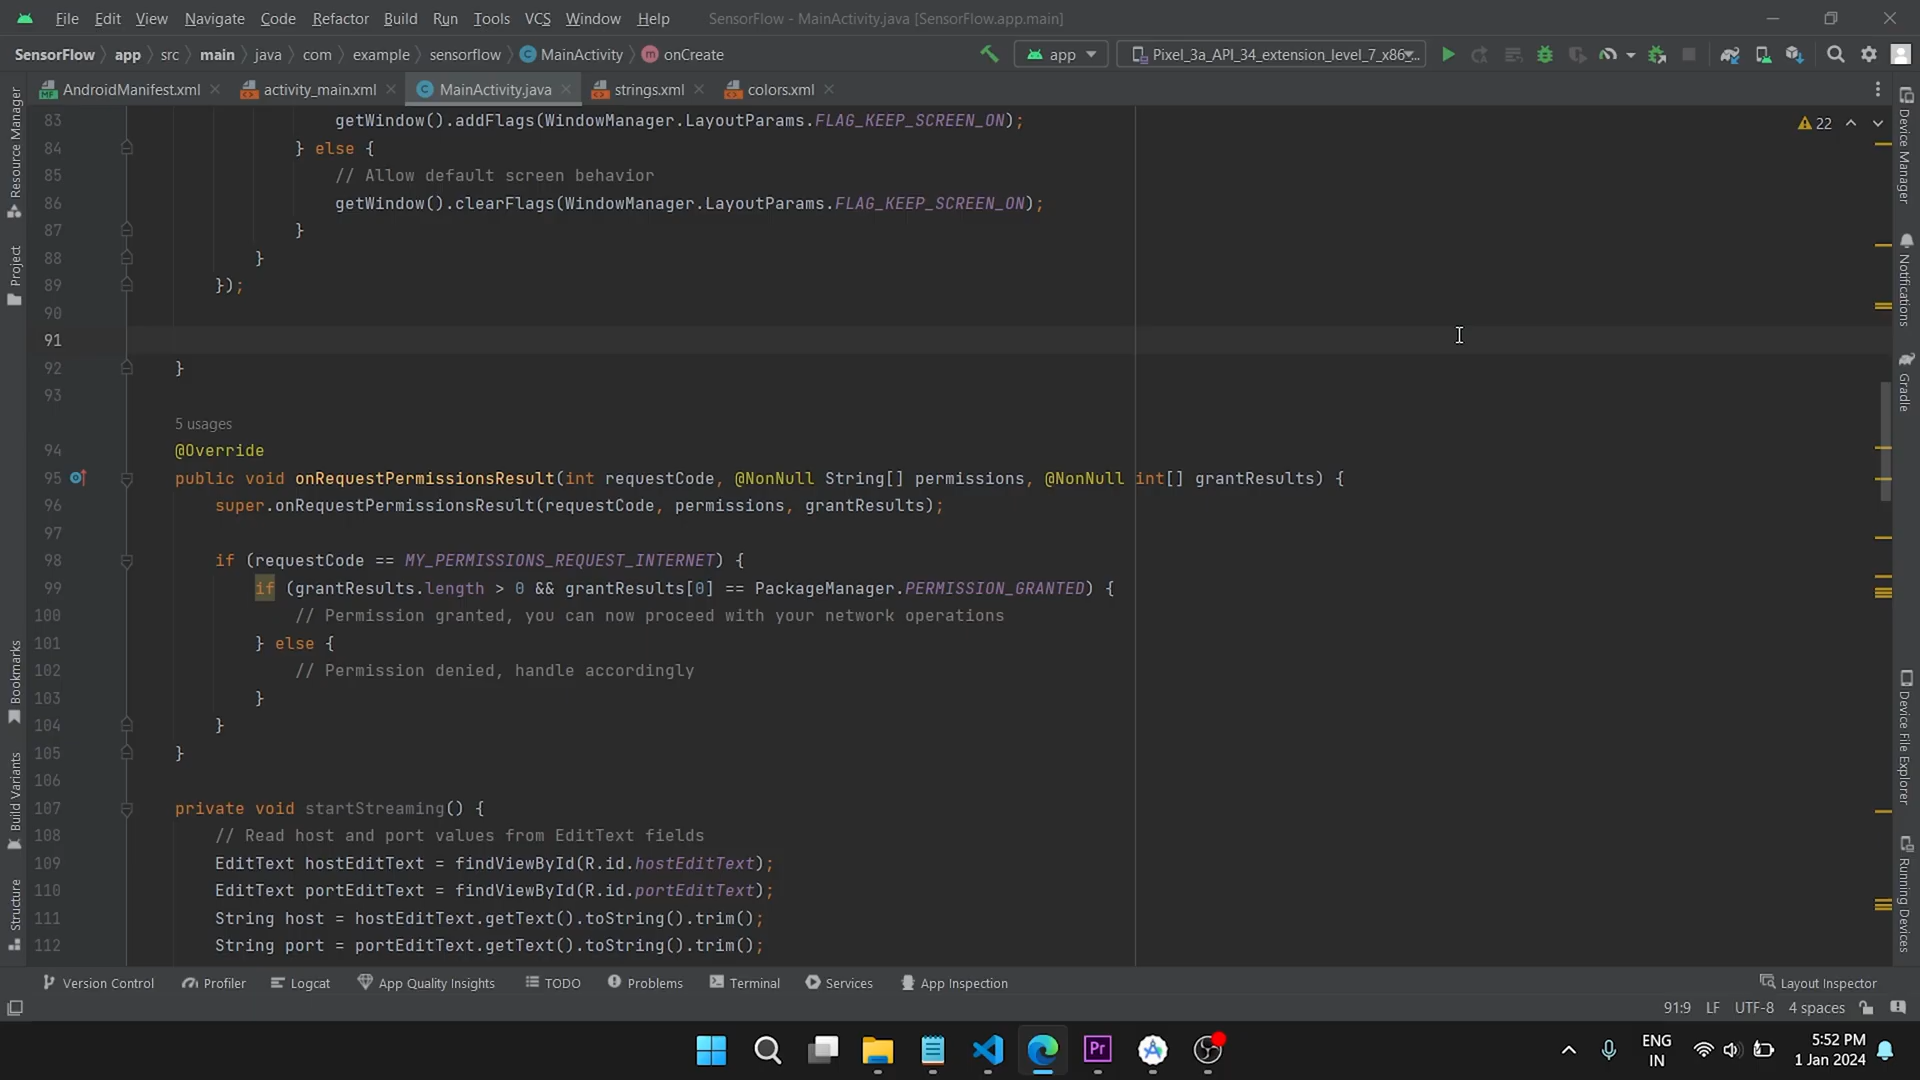 File Edit View Navigate Code Refactor Build Run Tools VCS Window Help SensorFlow - MainActivity.java [SensorFlow.app.main]
SensorFlow app src main java com example sensorflow MainActivity onCreate app Pixel_3a_API_34_extension_level_7_x86...
AndroidManifest.xml activity_main.xml MainActivity.java strings.xml colors.xml
83 getWindow().addFlags(WindowManager.LayoutParams.FLAG_KEEP_SCREEN_ON);
22
84 } else {
85 // Allow default screen behavior
86 getWindow().clearFlags(WindowManager.LayoutParams.FLAG_KEEP_SCREEN_ON);
87 }
88 }
89 });
90
91
92 }
93
5 usages
94 @Override
95 public void onRequestPermissionsResult(int requestCode, @NonNull String[] permissions, @NonNull int[] grantResults) {
96 super.onRequestPermissionsResult(requestCode, permissions, grantResults);
97
98 if (requestCode == MY_PERMISSIONS_REQUEST_INTERNET) {
99 if (grantResults.length > 0 && grantResults[0] == PackageManager.PERMISSION_GRANTED) {
100 // Permission granted, you can now proceed with your network operations
101 } else {
102 // Permission denied, handle accordingly
103 }
104 }
105 }
106
107 private void startStreaming() {
108 // Read host and port values from EditText fields
109 EditText hostEditText = findViewById(R.id.hostEditText);
110 EditText portEditText = findViewById(R.id.portEditText);
111 String host = hostEditText.getText().toString().trim();
112 String port = portEditText.getText().toString().trim();
Resource Manager
Project
Bookmarks
Build Variants
Structure
Device Manager
Notifications
Gradle
Device File Explorer
Running Devices
Version Control Profiler Logcat App Quality Insights TODO Problems Terminal Services App Inspection Layout Inspector
91:9 LF UTF-8 4 spaces
ENG
IN
5:52 PM
1 Jan 2024
Pr